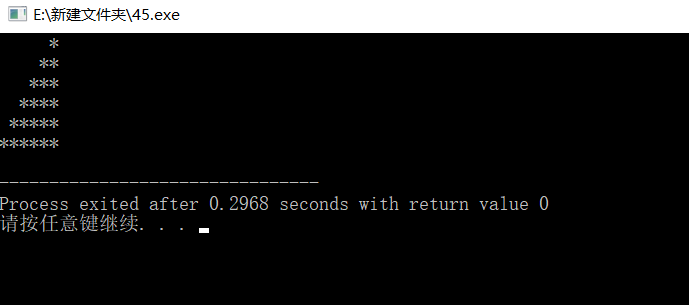 E:\新建文件夹\45.exe
     *
    **
   ***
  ****
 *****
******
--------------------------------
Process exited after 0.2968 seconds with return value 0
请按任意键继续. . .